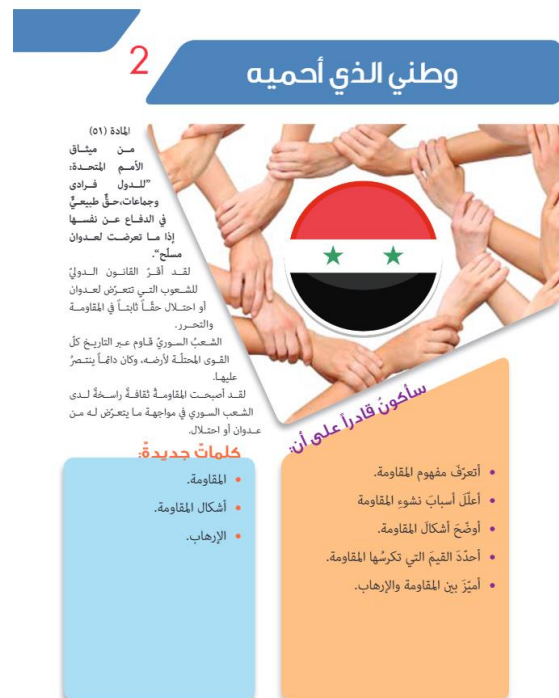 2
وطني الذي أحميه
المادة (٥١)
من ميثاق
الأمم المتحدة:
"للدول فرادى
وجماعات،حقٌّ طبيعيٌّ
في الدفاع عن نفسها
إذا ما تعرضت لعدوان
مسلّح".
لقد أقرّ القانون الدوليّ
للشعوب التي تتعرّض لعدوان
أو احتلال حقّاً ثابتاً في المقاومة
والتحرر.
الشعبُ السوريّ قاوم عبر التاريخ كلّ
القوى المحتلّة لأرضه، وكان دائماً ينتصرُ
عليها.
لقد أصبحت المقاومةُ ثقافةً راسخةً لدى
الشعب السوري في مواجهة ما يتعرّض له من
عدوان أو احتلال.
سأكونُ قادراً على أن:
أتعرّفَ مفهوم المقاومة.
أعلّلَ أسبابَ نشوءِ المقاومة
أوضّحَ أشكالَ المقاومة.
أحدّدَ القيمَ التي تكرسُها المقاومة.
أميّزَ بين المقاومة والإرهاب.
كلماتٌ جديدةٌ:
المقاومة.
أشكال المقاومة.
الإرهاب.